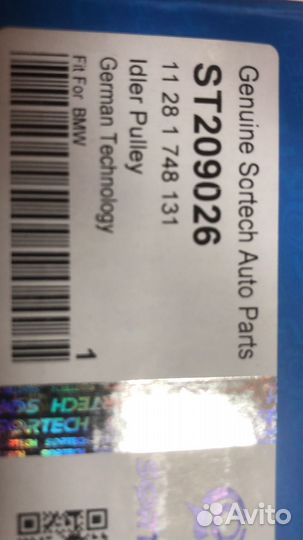 Genuine Sortech Auto Parts
ST209026
11 28 1 748 131
Idler Pulley
German Technology
Fit For BMW
1
SORTECH
Avito